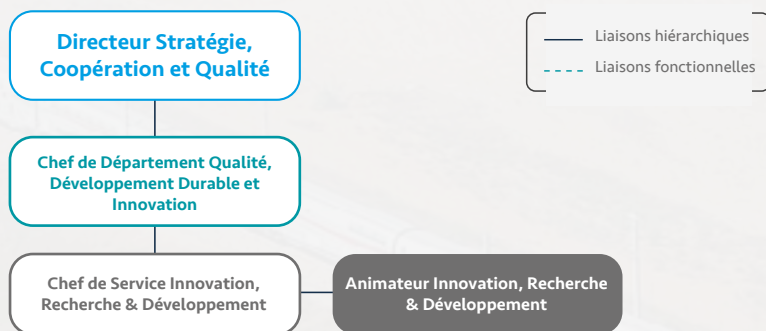 Directeur Stratégie,
Coopération et Qualité
Liaisons hiérarchiques
Liaisons fonctionnelles
Chef de Département Qualité,
Développement Durable et
Innovation
Chef de Service Innovation,
Recherche & Développement
Animateur Innovation, Recherche
& Développement